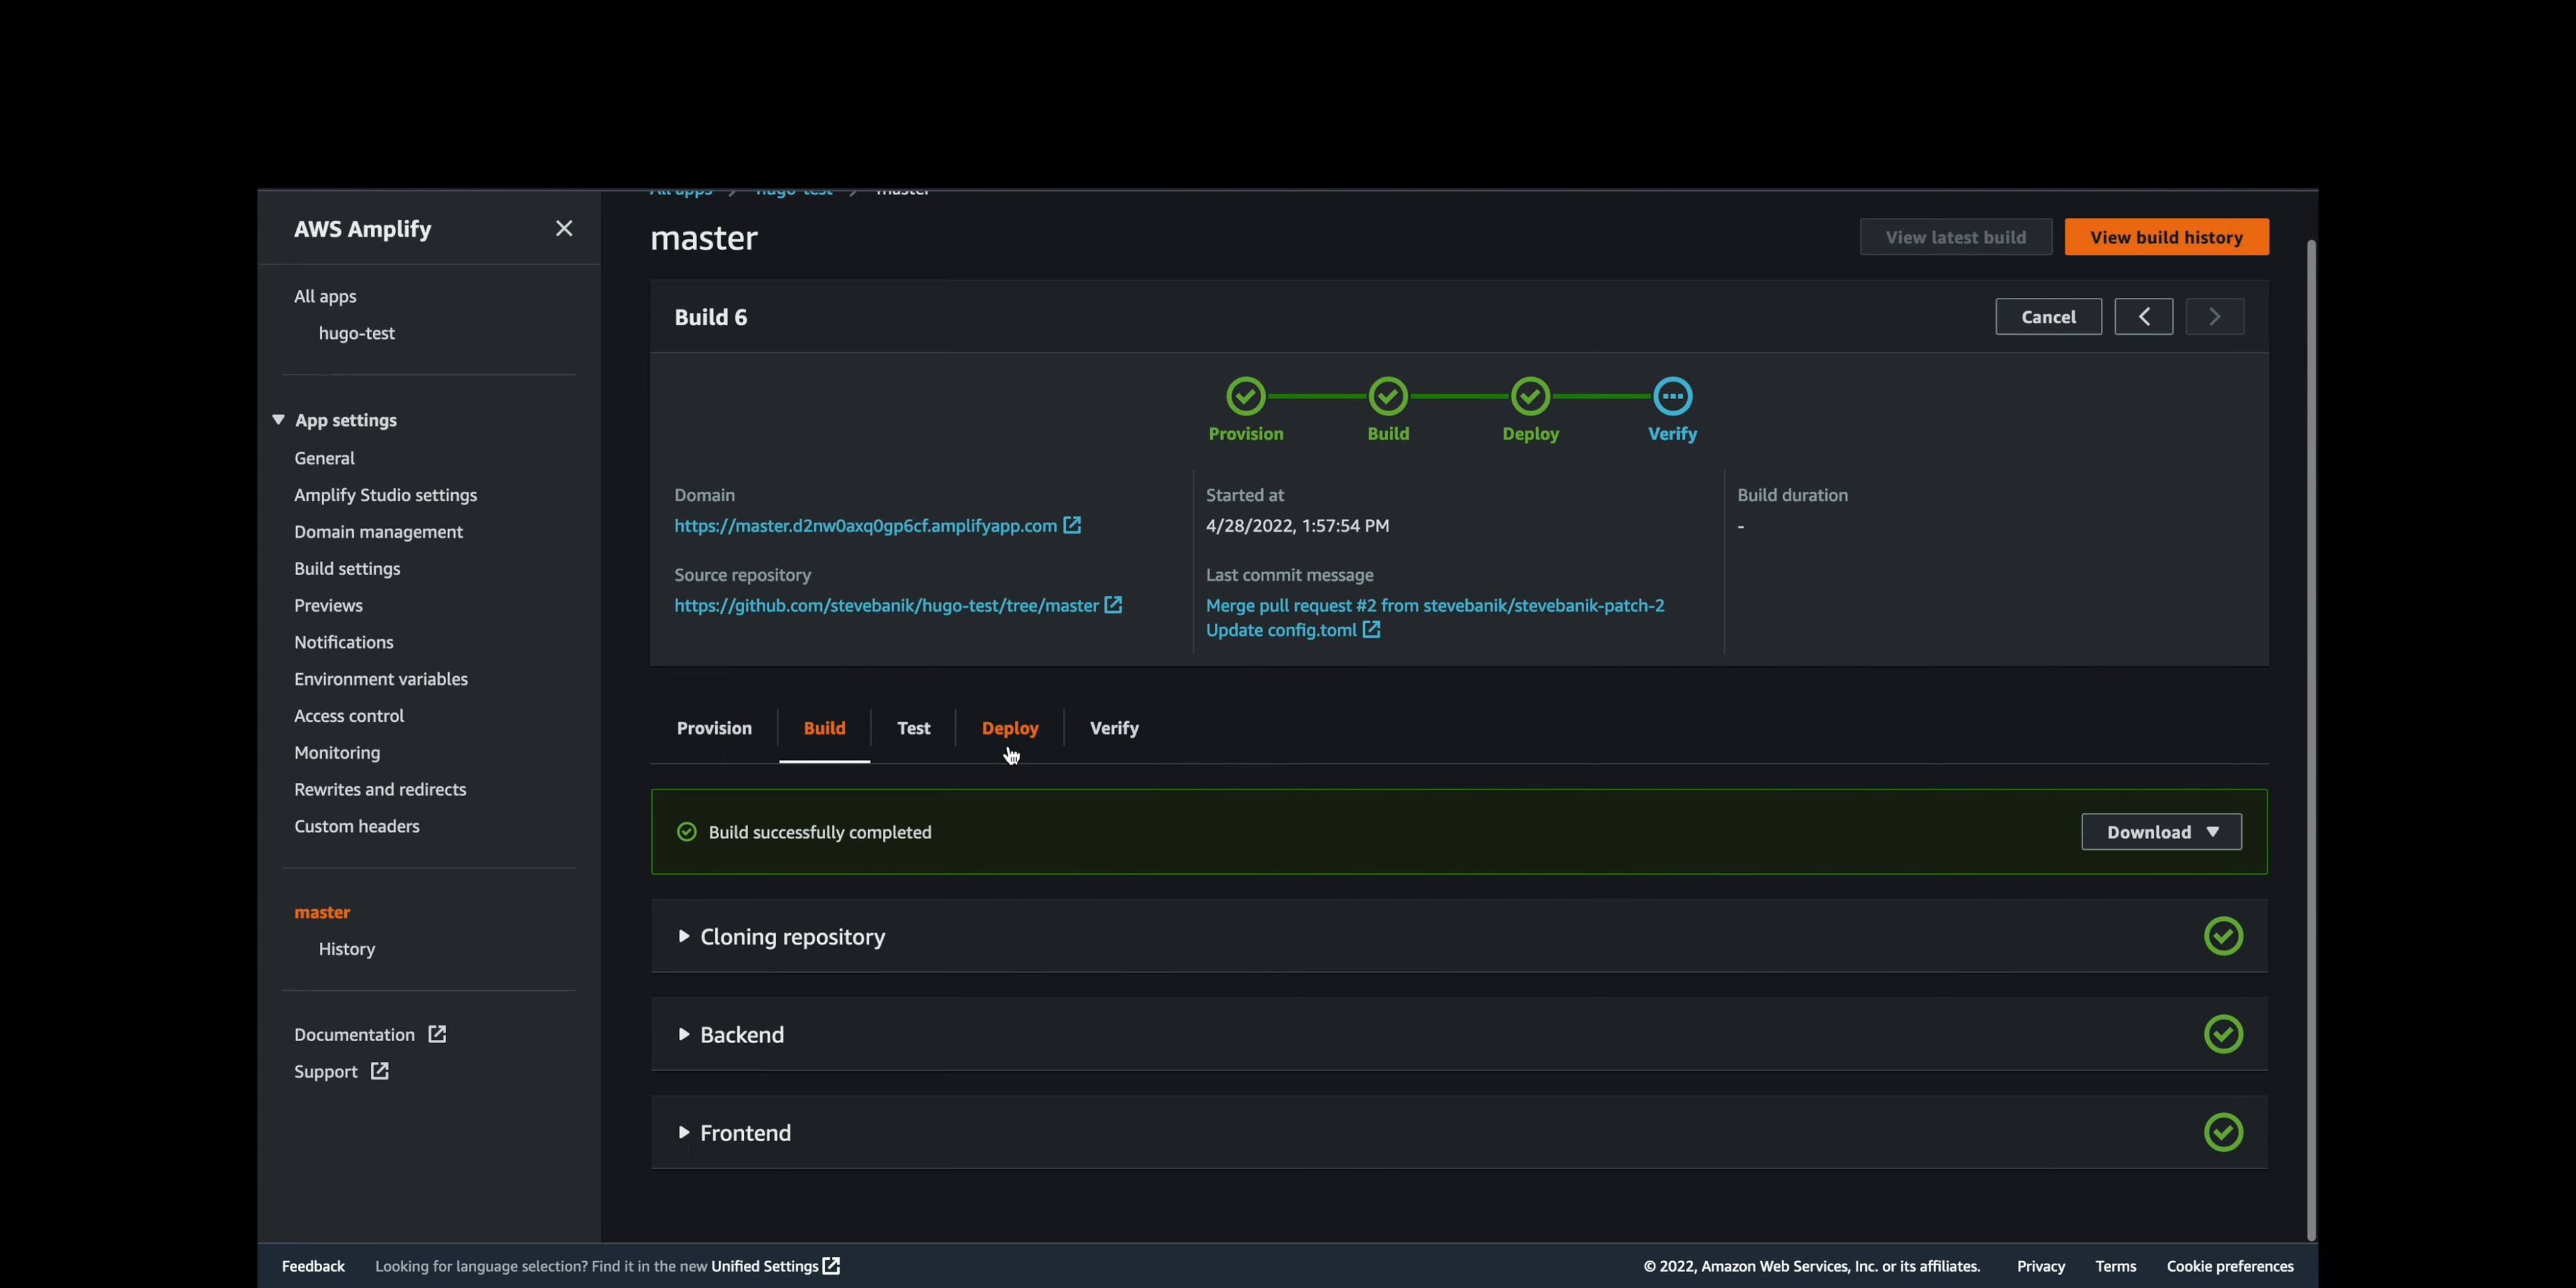 All apps hugo-test master
AWS Amplify
master
View latest build
View build history
All apps
hugo-test
Build 6
Cancel
Provision
Build
Deploy
Verify
App settings
General
Amplify Studio settings
Domain management
Build settings
Previews
Notifications
Environment variables
Access control
Monitoring
Rewrites and redirects
Custom headers
master
History
Documentation
Support
Domain
https://master.d2nw0axq0gp6cf.amplifyapp.com
Source repository
https://github.com/stevebanik/hugo-test/tree/master
Started at
4/28/2022, 1:57:54 PM
Last commit message
Merge pull request #2 from stevebanik/stevebanik-patch-2
Update config.toml
Build duration
-
Provision
Build
Test
Deploy
Verify
Build successfully completed
Download
Cloning repository
Backend
Frontend
Feedback
Looking for language selection? Find it in the new Unified Settings
© 2022, Amazon Web Services, Inc. or its affiliates.
Privacy
Terms
Cookie preferences